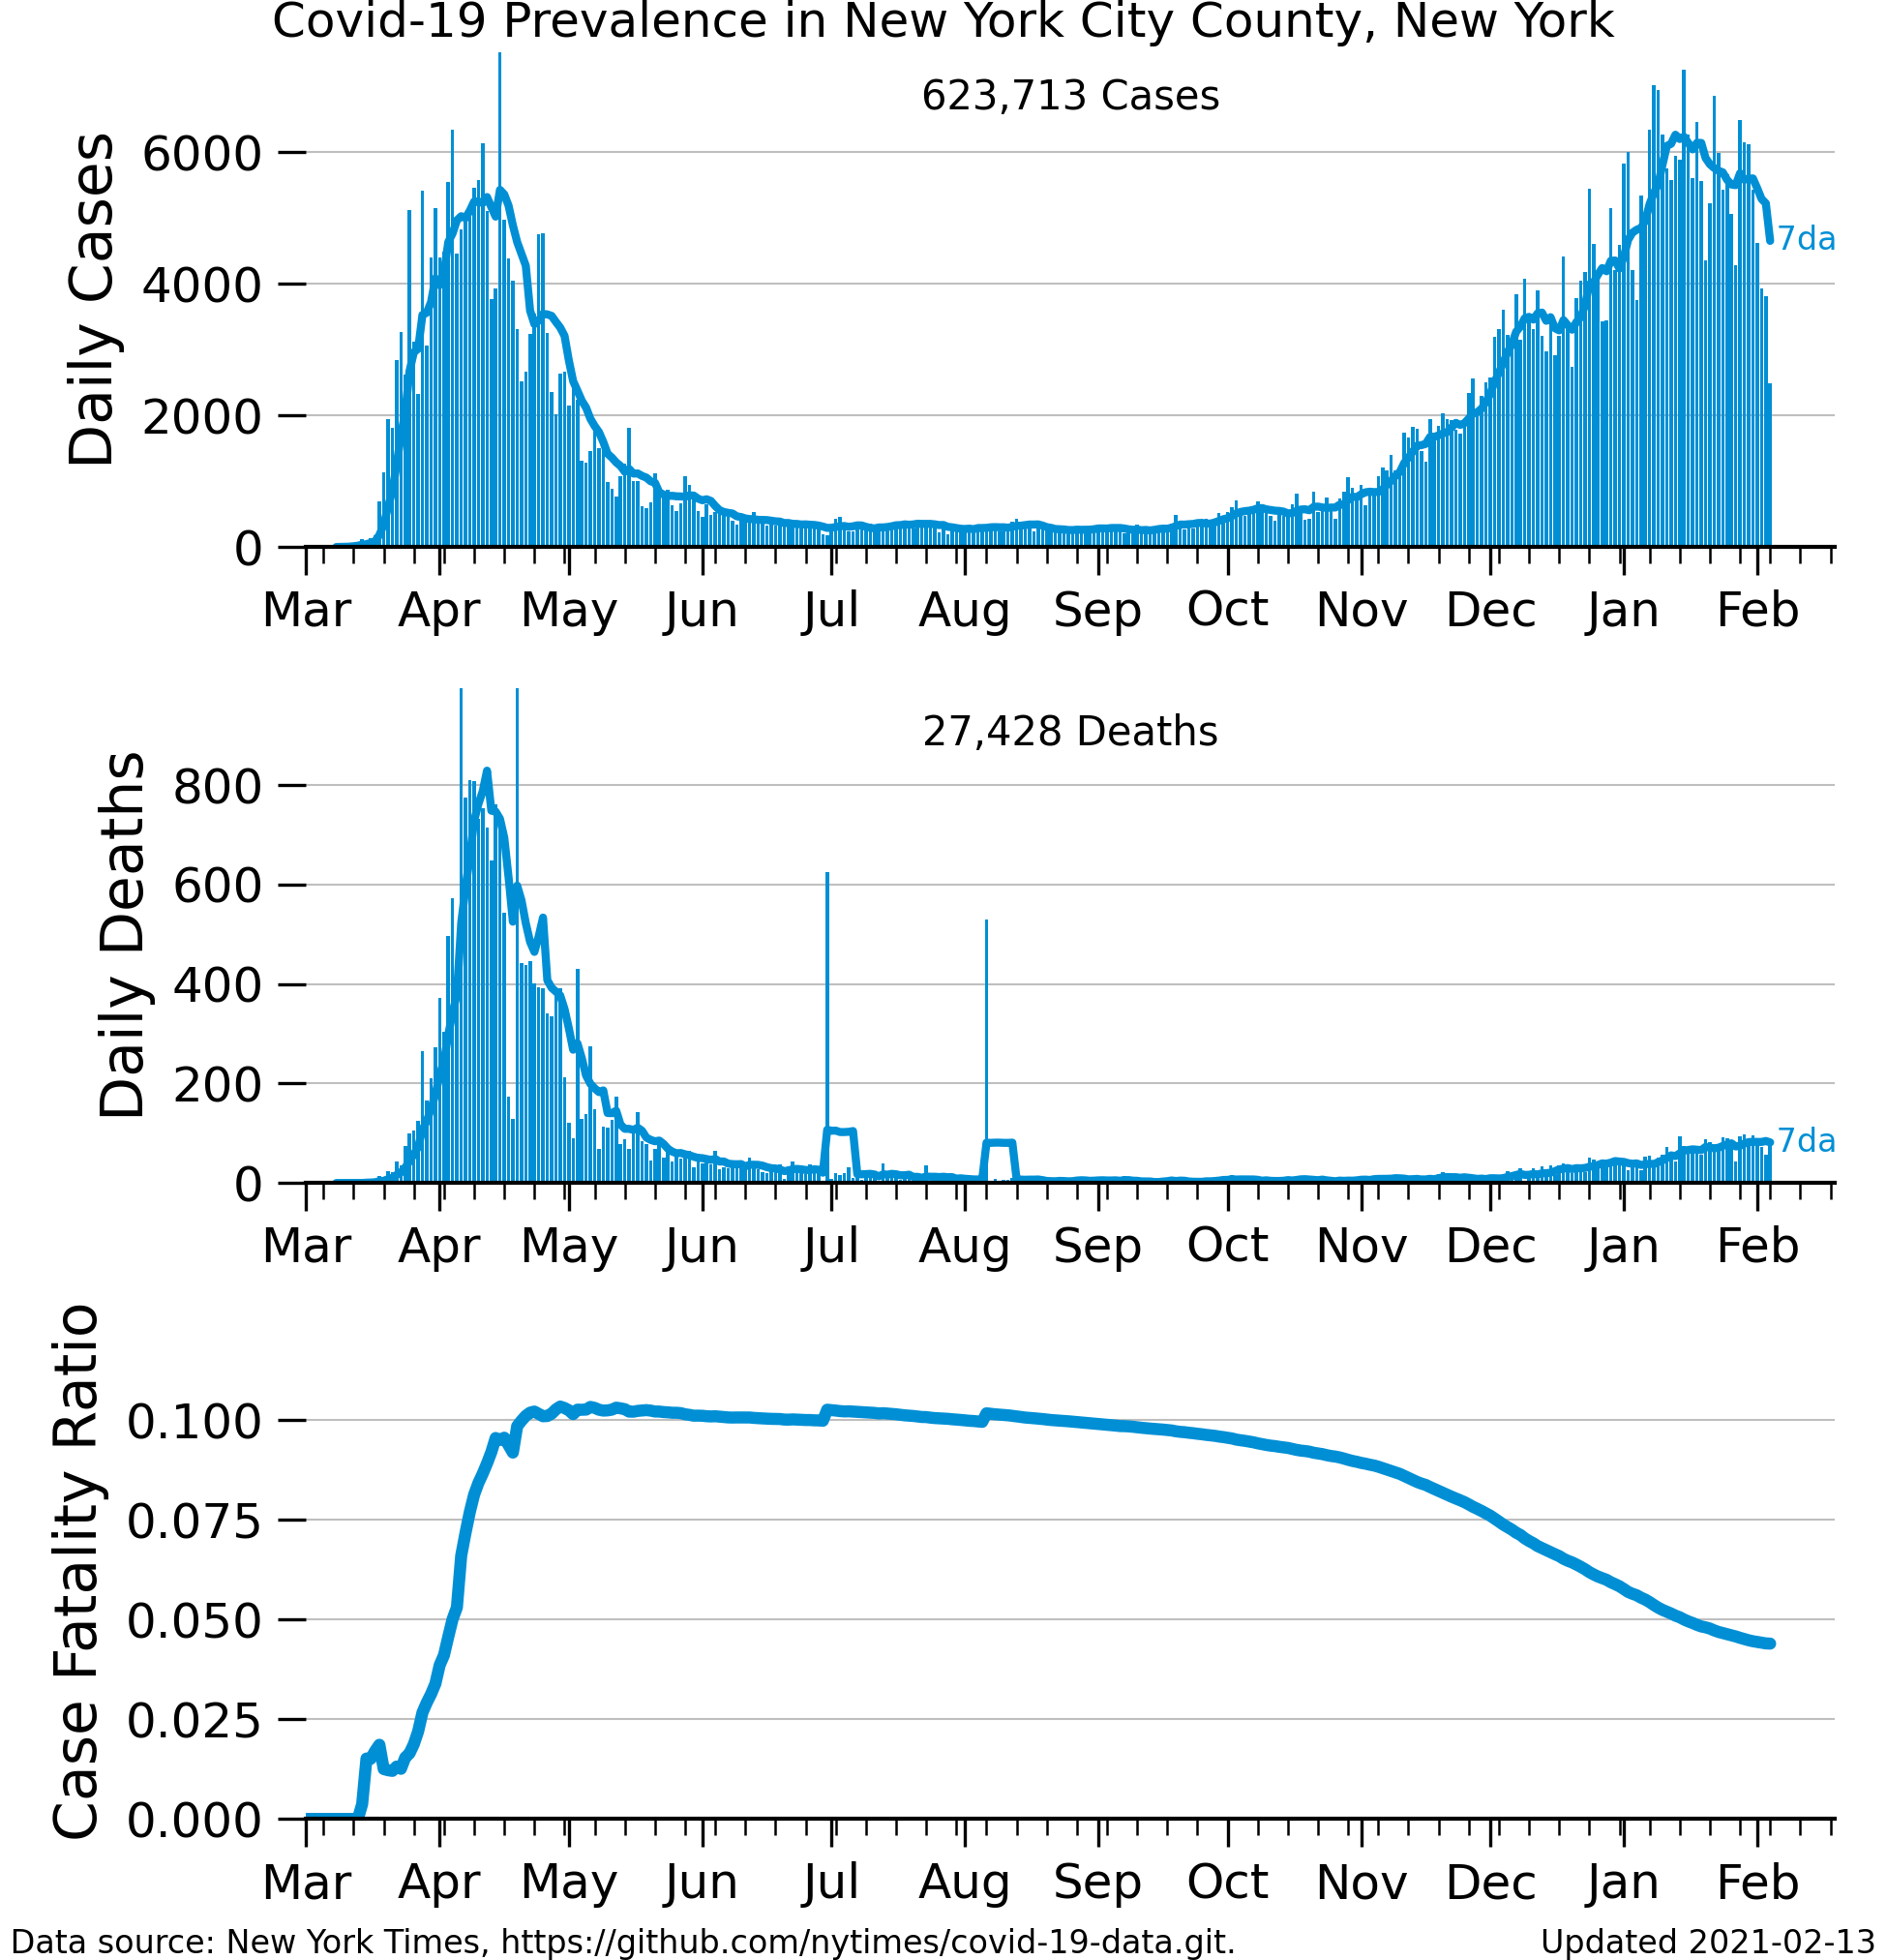 Covid-19 Prevalence in New York City County, New York
623,713 Cases
Daily Cases
6000
4000
2000
0
7da
Mar Apr May Jun Jul Aug Sep Oct Nov Dec Jan Feb
27,428 Deaths
Daily Deaths
800
600
400
200
0
7da
Mar Apr May Jun Jul Aug Sep Oct Nov Dec Jan Feb
Case Fatality Ratio
0.100
0.075
0.050
0.025
0.000
Mar Apr May Jun Jul Aug Sep Oct Nov Dec Jan Feb
Data source: New York Times, https://github.com/nytimes/covid-19-data.git.
Updated 2021-02-13